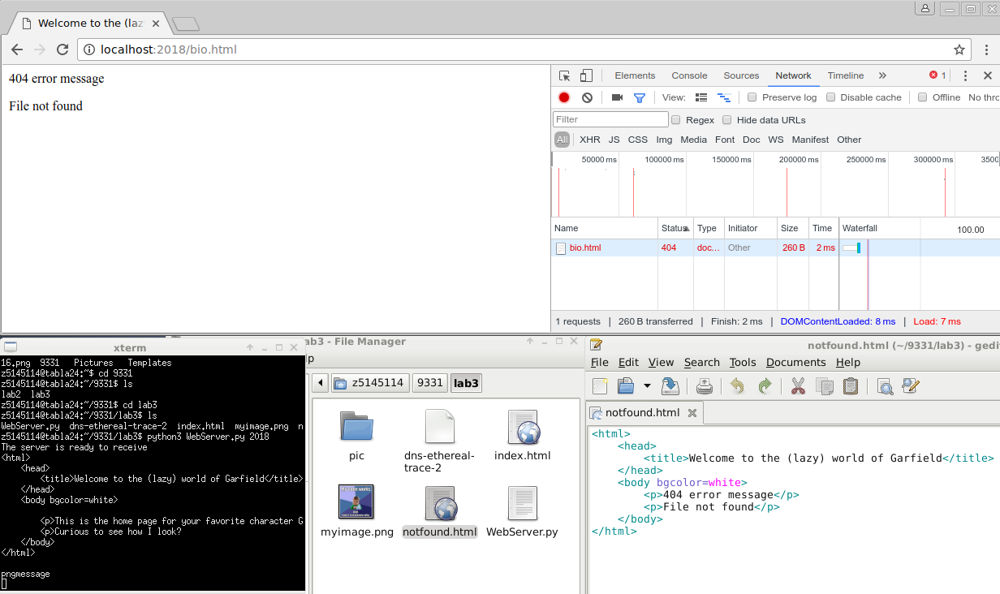 Welcome to the (laz
localhost:2018/bio.html
404 error message
File not found
Elements Console Sources Network Timeline » 1
View: Preserve log Disable cache Offline No thro
Filter Regex Hide data URLs
All XHR JS CSS Img Media Font Doc WS Manifest Other
50000 ms 100000 ms 150000 ms 200000 ms 250000 ms 300000 ms 3500
Name Status Type Initiator Size Time Waterfall 100.00
bio.html 404 doc... Other 260 B 2 ms
1 requests | 260 B transferred | Finish: 2 ms | DOMContentLoaded: 8 ms | Load: 7 ms
xterm
16.png 9331 Pictures Templates
z5145114@tabla24:~$ cd 9331
z5145114@tabla24:~/9331$ ls
lab2 lab3
z5145114@tabla24:~/9331$ cd lab3
z5145114@tabla24:~/9331/lab3$ ls
WebServer.py dns-ethereal-trace-2 index.html myimage.png n
z5145114@tabla24:~/9331/lab3$ python3 WebServer.py 2018
The server is ready to receive
<html>
<head>
<title>Welcome to the (lazy) world of Garfield</title>
</head>
<body bgcolor=white>
<p>This is the home page for your favorite character G
<p>Curious to see how I look?
</body>
</html>
pngmessage
ab3 - File Manager
p
z5145114 9331 lab3
pic
dns-ethereal-
trace-2
index.html
myimage.png
notfound.html
WebServer.py
notfound.html (~/9331/lab3) - gedi
File Edit View Search Tools Documents Help
notfound.html
<html>
<head>
<title>Welcome to the (lazy) world of Garfield</title>
</head>
<body bgcolor=white>
<p>404 error message</p>
<p>File not found</p>
</body>
</html>